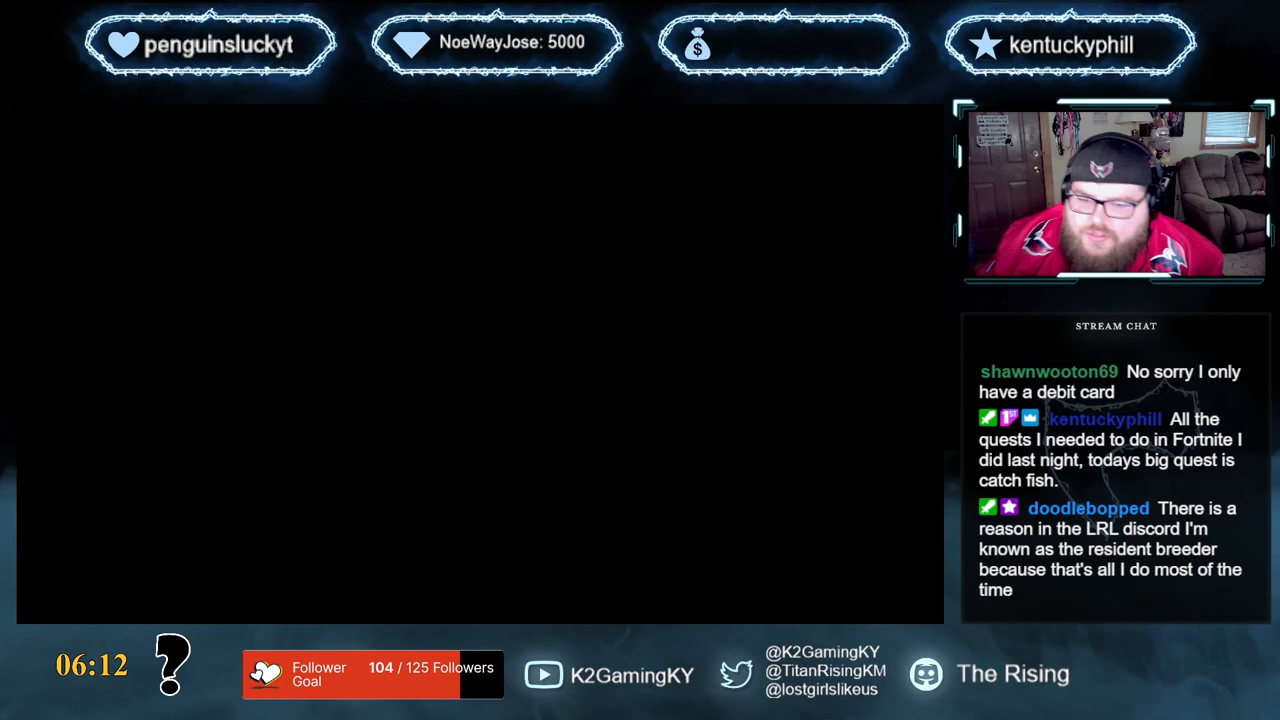 penguinsluckyt
NoeWayJose: 5000
$
kentuckyphill
STREAM CHAT
shawnwooton69 No sorry I only
have a debit card
1ST kentuckyphill All the
quests I needed to do in Fortnite I
did last night, todays big quest is
catch fish.
doodlebopped There is a
reason in the LRL discord I'm
known as the resident breeder
because that's all I do most of the
time
06:12 ?
Follower
Goal
104 / 125 Followers
K2GamingKY
@K2GamingKY
@TitanRisingKM
@lostgirlslikeus
The Rising